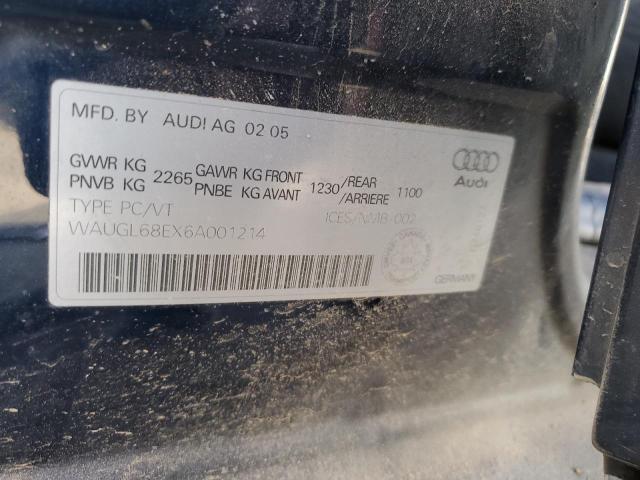 MFD. BY AUDI AG 02 05
GVWR KG 2265 GAWR KG FRONT 1230 /REAR 1100
PNVB KG PNBE KG AVANT /ARRIERE
TYPE PC/VT
ICES/NMB-002
WAUGL68EX6A001214
Audi
GERMANY